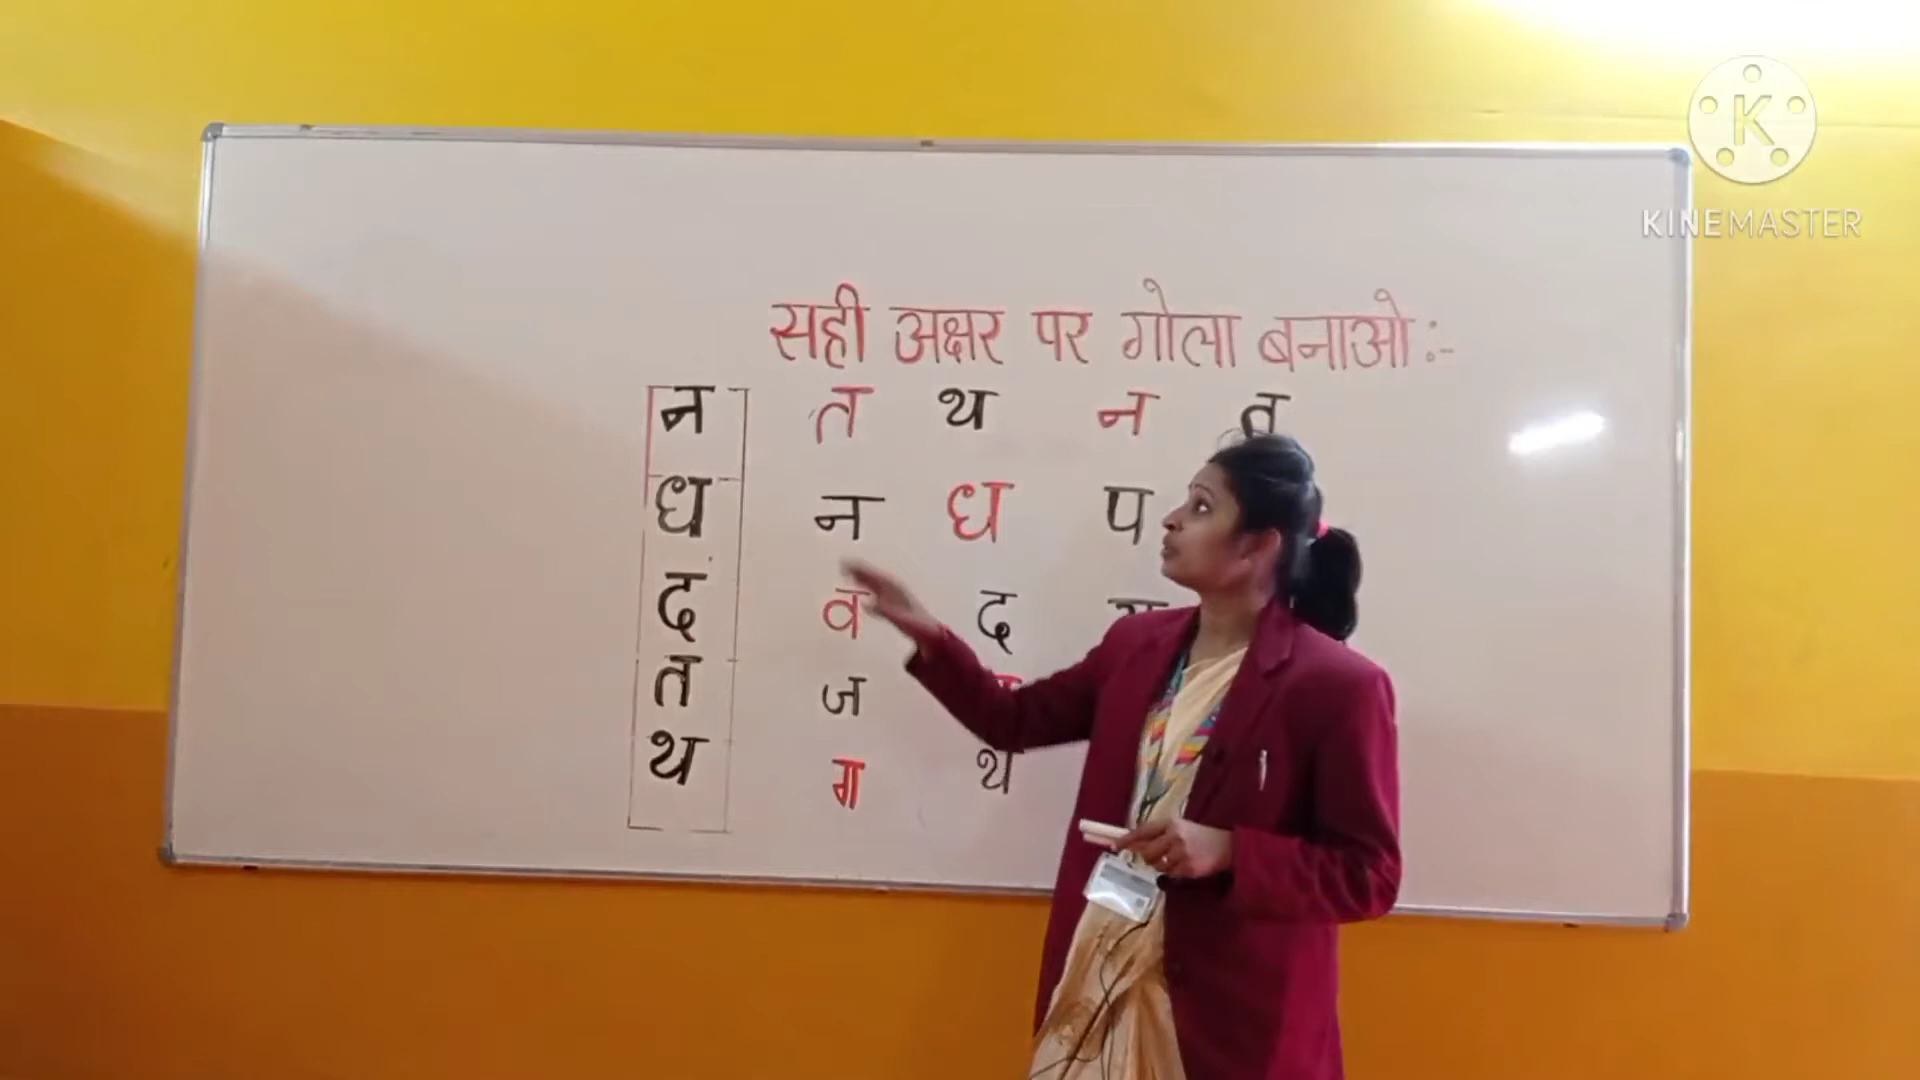 KINEMASTER
सही अक्षर पर गोला बनाओ :-
न त थ न त
ध न ध प
द व द
त ज
थ ग थ